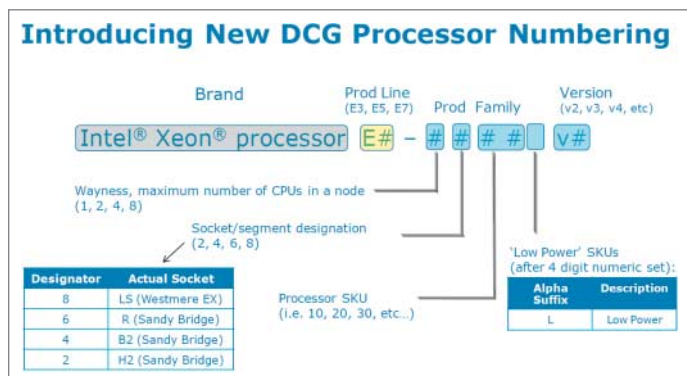 Introducing New DCG Processor Numbering
Brand
Prod Line
(E3, E5, E7)
Prod Family
Version
(v2, v3, v4, etc)
Intel® Xeon® processor E# - # # # # v#
Wayness, maximum number of CPUs in a node
(1, 2, 4, 8)
Socket/segment designation
(2, 4, 6, 8)
Designator Actual Socket
8 LS (Westmere EX)
6 R (Sandy Bridge)
4 B2 (Sandy Bridge)
2 H2 (Sandy Bridge)
Processor SKU
(i.e. 10, 20, 30, etc...)
'Low Power' SKUs
(after 4 digit numeric set):
Alpha Suffix Description
L Low Power